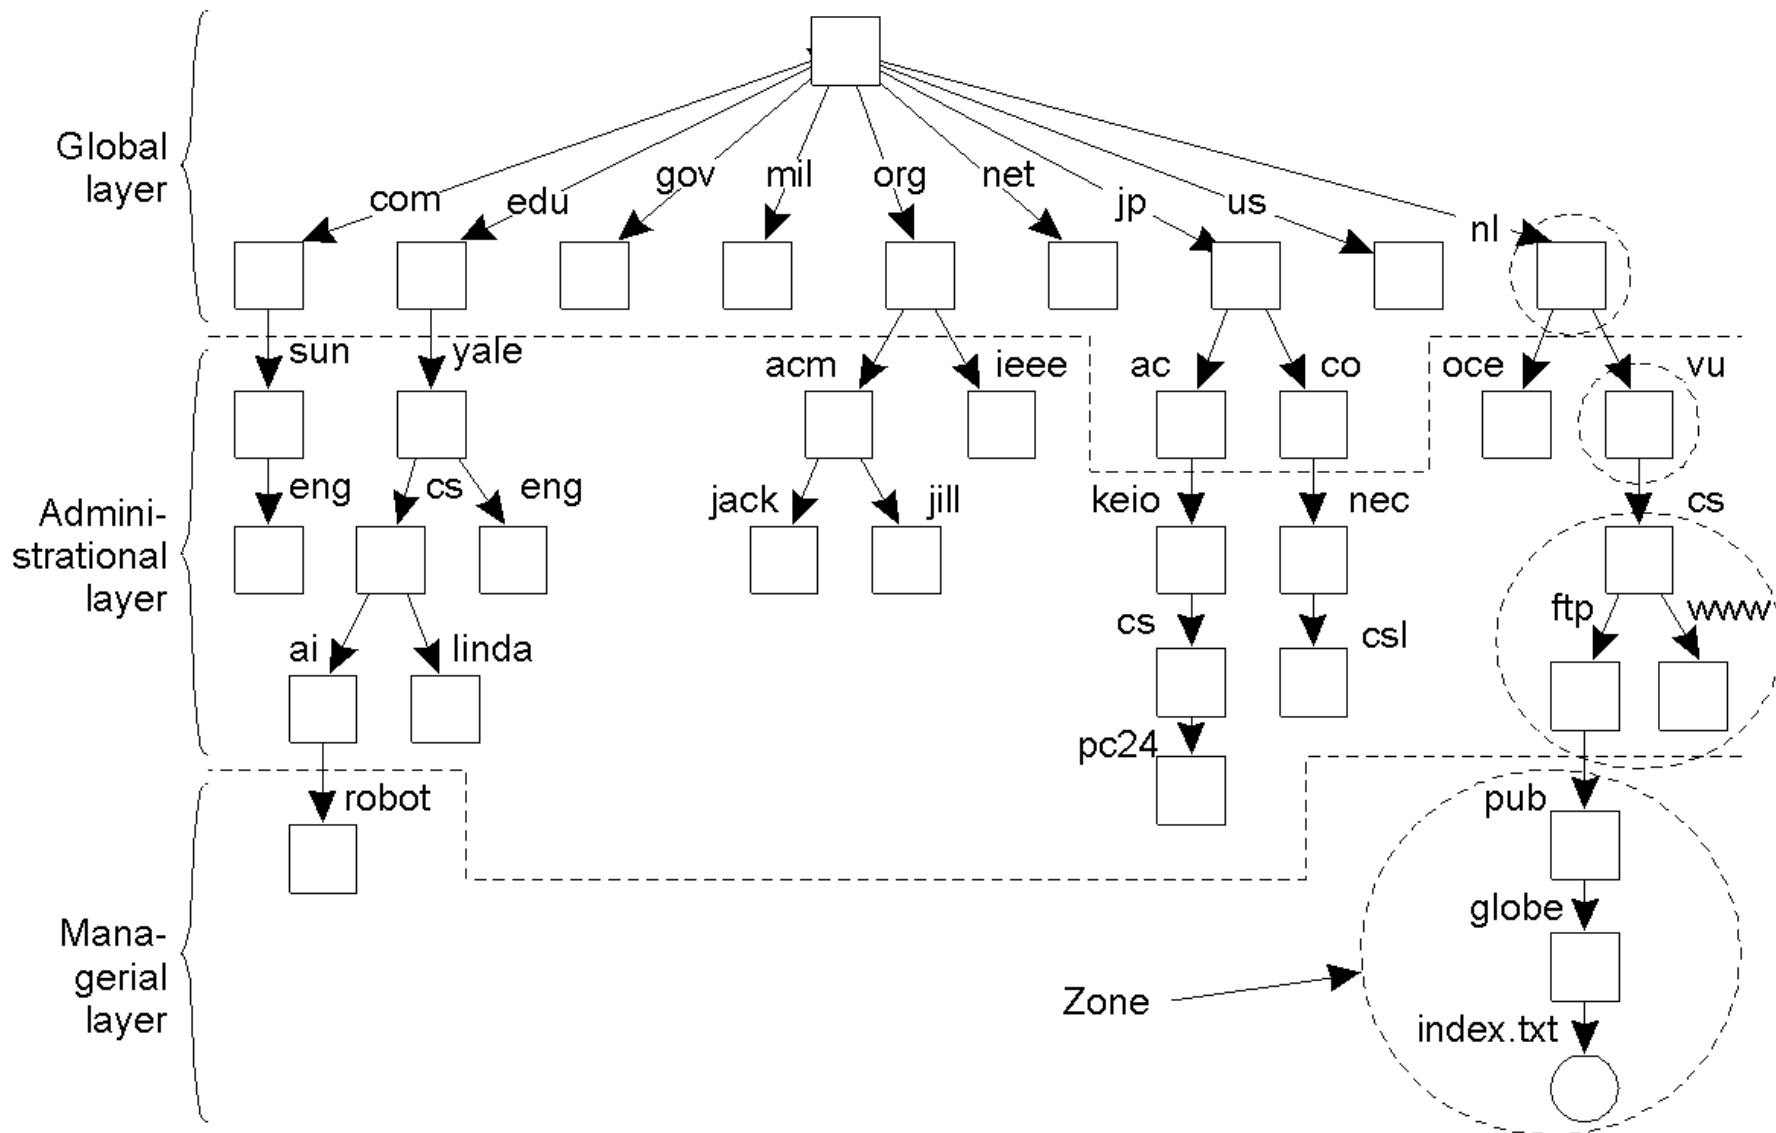 Global
layer
com
edu
gov
mil
org
net
jp
us
nl
sun
yale
acm
ieee
ac
co
oce
vu
Admini-
strational
layer
eng
cs
eng
jack
jill
keio
nec
cs
ai
linda
cs
csl
ftp
www
pc24
robot
pub
Mana-
gerial
layer
globe
Zone
index.txt